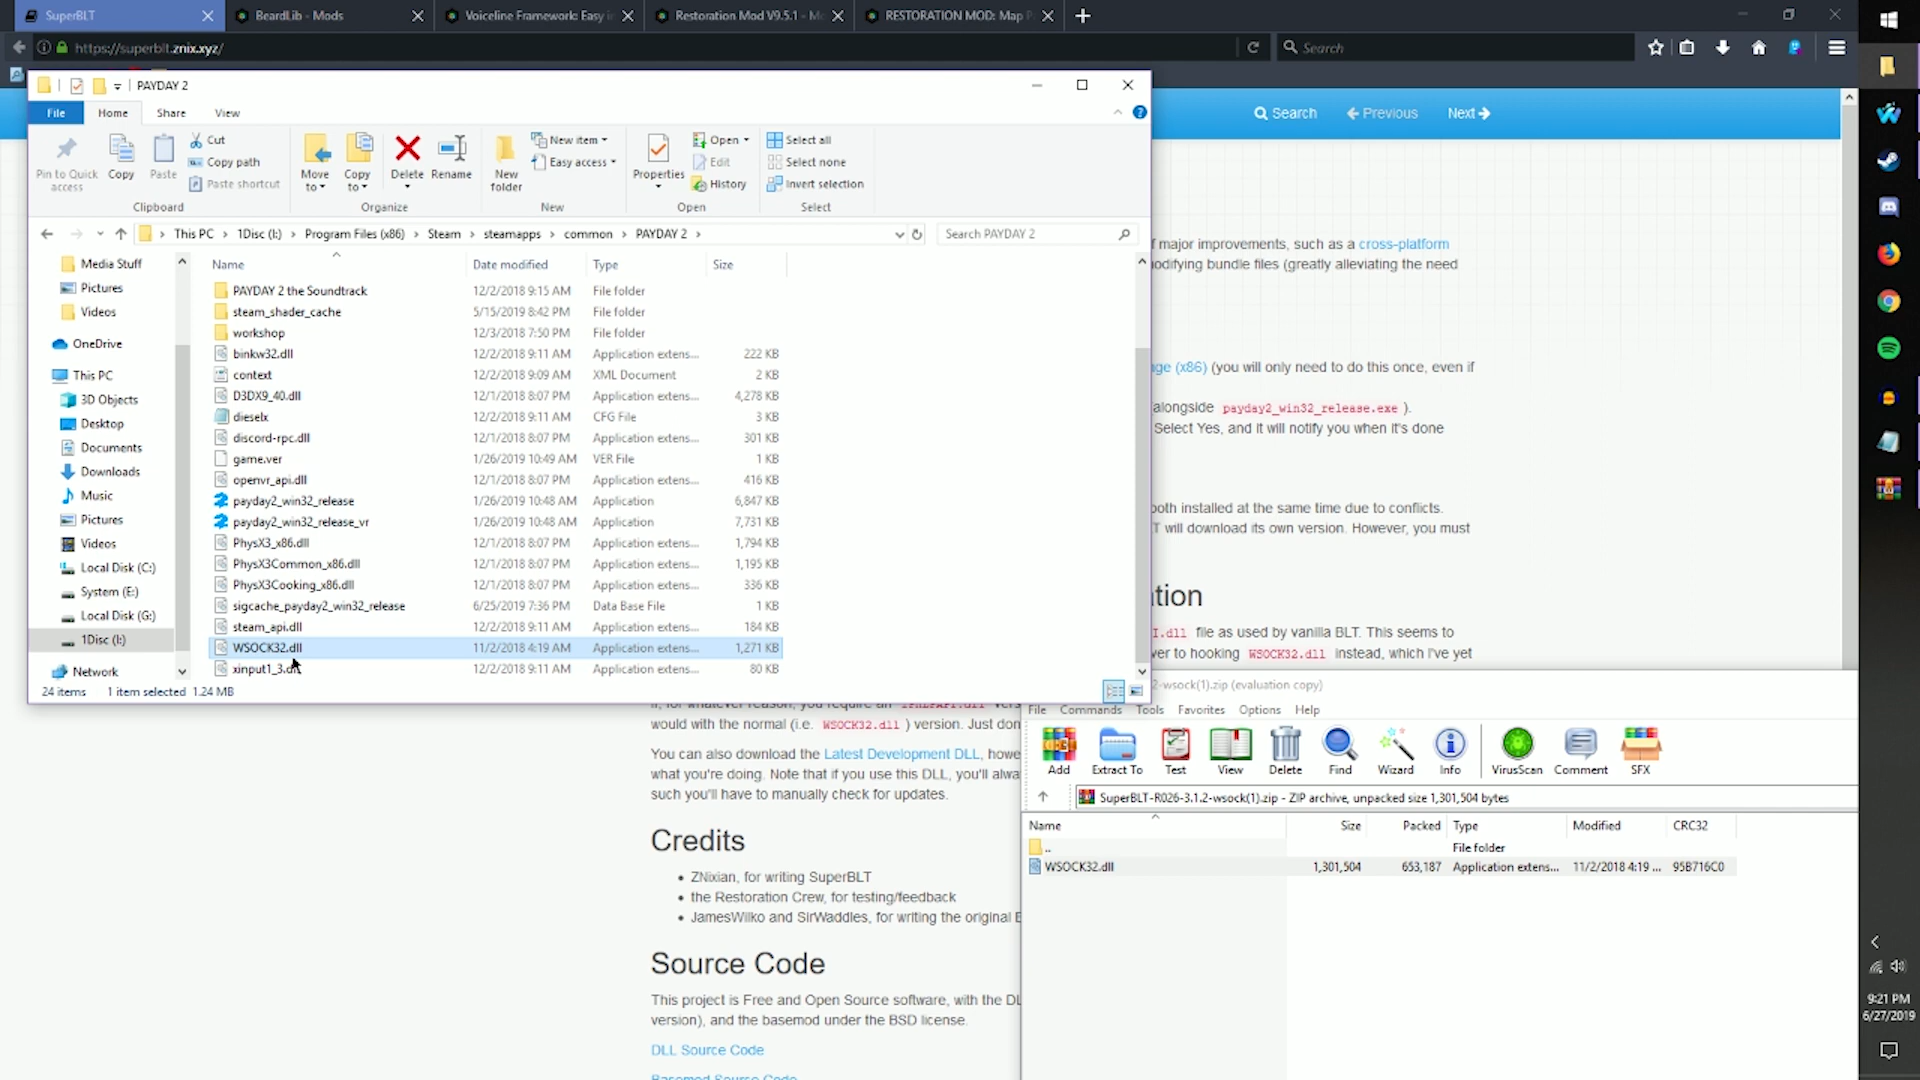 SuperBLT
BeardLib - Mods
Voiceline Framework: Easy i
Restoration Mod V9.5.1 - M
RESTORATION MOD: Map P
https://superblt.znix.xyz/
Search
PAYDAY 2
File
Home
Share
View
Search
Previous
Next
Pin to Quick access
Copy
Paste
Cut
Copy path
Paste shortcut
Move to
Copy to
Delete
Rename
New folder
New item
Easy access
Properties
Open
Edit
History
Select all
Select none
Invert selection
Clipboard
Organize
New
Open
Select
This PC > 1Disc (I:) > Program Files (x86) > Steam > steamapps > common > PAYDAY 2 >
Search PAYDAY 2
Media Stuff
Pictures
Videos
OneDrive
This PC
3D Objects
Desktop
Documents
Downloads
Music
Pictures
Videos
Local Disk (C:)
System (E:)
Local Disk (G:)
1Disc (I:)
Network
Name Date modified Type Size
PAYDAY 2 the Soundtrack 12/2/2018 9:15 AM File folder
steam_shader_cache 5/15/2019 8:42 PM File folder
workshop 12/3/2018 7:50 PM File folder
binkw32.dll 12/2/2018 9:11 AM Application extens... 222 KB
context 12/2/2018 9:09 AM XML Document 2 KB
D3DX9_40.dll 12/1/2018 8:07 PM Application extens... 4,278 KB
dieselx 12/2/2018 9:11 AM CFG File 3 KB
discord-rpc.dll 12/1/2018 8:07 PM Application extens... 301 KB
game.ver 1/26/2019 10:49 AM VER File 1 KB
openvr_api.dll 12/1/2018 8:07 PM Application extens... 416 KB
payday2_win32_release 1/26/2019 10:48 AM Application 6,847 KB
payday2_win32_release_vr 1/26/2019 10:48 AM Application 7,731 KB
PhysX3_x86.dll 12/1/2018 8:07 PM Application extens... 1,794 KB
PhysX3Common_x86.dll 12/1/2018 8:07 PM Application extens... 1,195 KB
PhysX3Cooking_x86.dll 12/1/2018 8:07 PM Application extens... 336 KB
sigcache_payday2_win32_release 6/25/2019 7:36 PM Data Base File 1 KB
steam_api.dll 12/2/2018 9:11 AM Application extens... 184 KB
WSOCK32.dll 11/2/2018 4:19 AM Application extens... 1,271 KB
xinput1_3.dll 12/2/2018 9:11 AM Application extens... 80 KB
24 items 1 item selected 1.24 MB
f major improvements, such as a cross-platform
odifying bundle files (greatly alleviating the need
ge (x86) (you will only need to do this once, even if
alongside payday2_win32_release.exe ).
Select Yes, and it will notify you when it's done
both installed at the same time due to conflicts.
T will download its own version. However, you must
tion
I.dll file as used by vanilla BLT. This seems to
ver to hooking WSOCK32.dll instead, which I've yet
would with the normal (i.e. WSOCK32.dll ) version. Just don
You can also download the Latest Development DLL, howe
what you're doing. Note that if you use this DLL, you'll alwa
such you'll have to manually check for updates.
Credits
• ZNixian, for writing SuperBLT
• the Restoration Crew, for testing/feedback
• JamesWilko and SirWaddles, for writing the original B
Source Code
This project is Free and Open Source software, with the DL
version), and the basemod under the BSD license.
DLL Source Code
Basemod Source Code
2-wsock(1).zip (evaluation copy)
File Commands Tools Favorites Options Help
Add
Extract To
Test
View
Delete
Find
Wizard
Info
VirusScan
Comment
SFX
SuperBLT-R026-3.1.2-wsock(1).zip - ZIP archive, unpacked size 1,301,504 bytes
Name Size Packed Type Modified CRC32
.. File folder
WSOCK32.dll 1,301,504 653,187 Application extens... 11/2/2018 4:19 ... 95B716C0
9:21 PM
6/27/2019